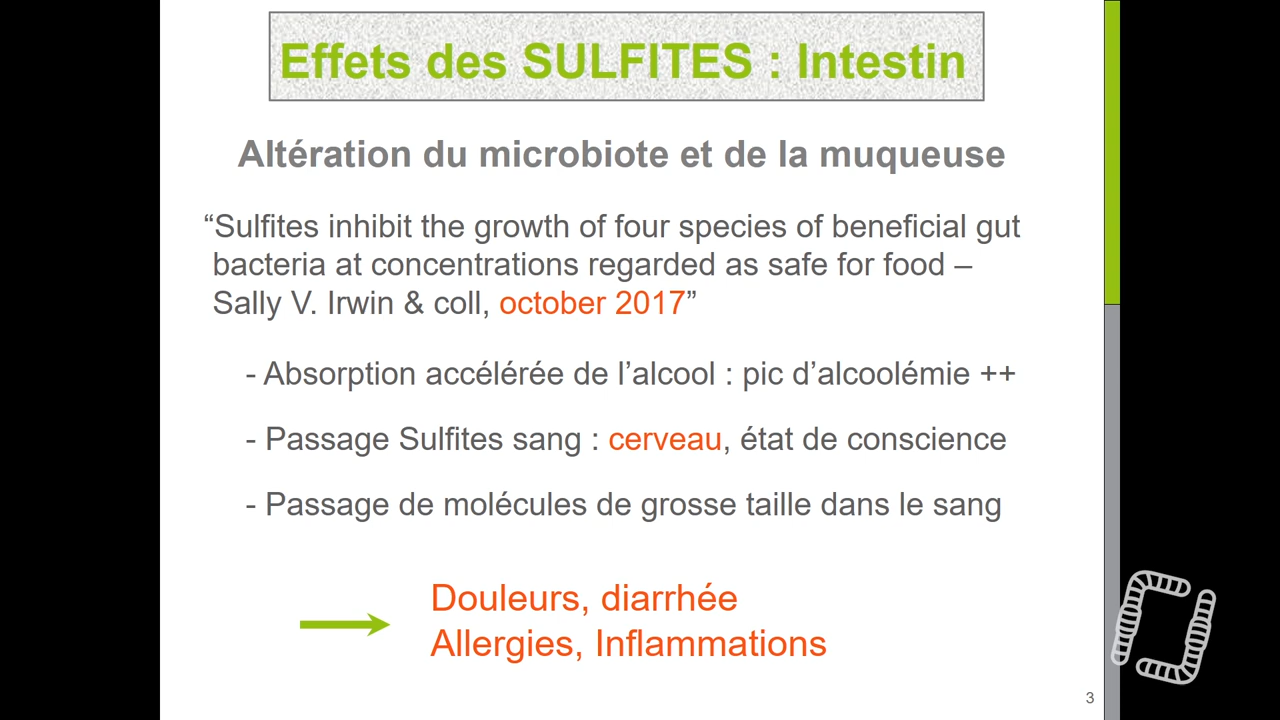 Effets des SULFITES : Intestin
Altération du microbiote et de la muqueuse
“Sulfites inhibit the growth of four species of beneficial gut
bacteria at concentrations regarded as safe for food –
Sally V. Irwin & coll, october 2017”
- Absorption accélérée de l’alcool : pic d’alcoolémie ++
- Passage Sulfites sang : cerveau, état de conscience
- Passage de molécules de grosse taille dans le sang
Douleurs, diarrhée
Allergies, Inflammations
3